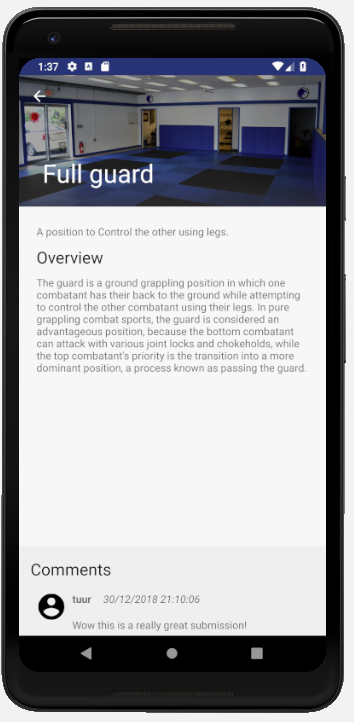 1:37
Full guard
A position to Control the other using legs.
Overview
The guard is a ground grappling position in which one
combatant has their back to the ground while attempting
to control the other combatant using their legs. In pure
grappling combat sports, the guard is considered an
advantageous position, because the bottom combatant
can attack with various joint locks and chokeholds, while
the top combatant's priority is the transition into a more
dominant position, a process known as passing the guard.
Comments
tuur 30/12/2018 21:10:06
Wow this is a really great submission!